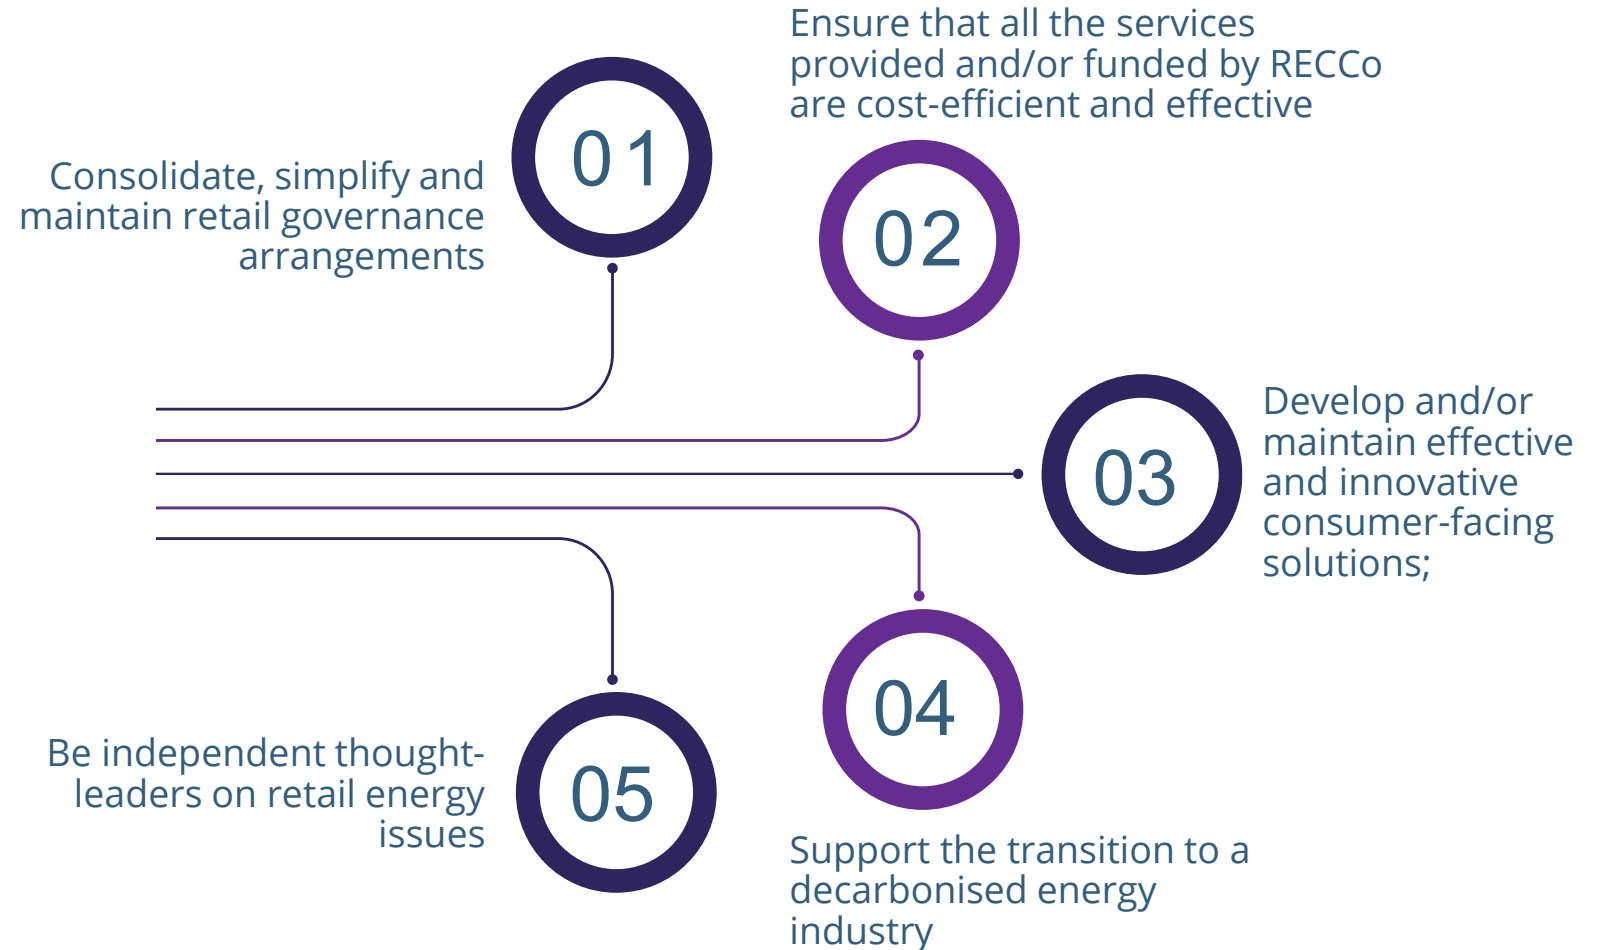 01
Consolidate, simplify and
maintain retail governance
arrangements
Ensure that all the services
provided and/or funded by RECCo
are cost-efficient and effective
02
03
Develop and/or
maintain effective
and innovative
consumer-facing
solutions;
04
Support the transition to a
decarbonised energy
industry
05
Be independent thought-
leaders on retail energy
issues